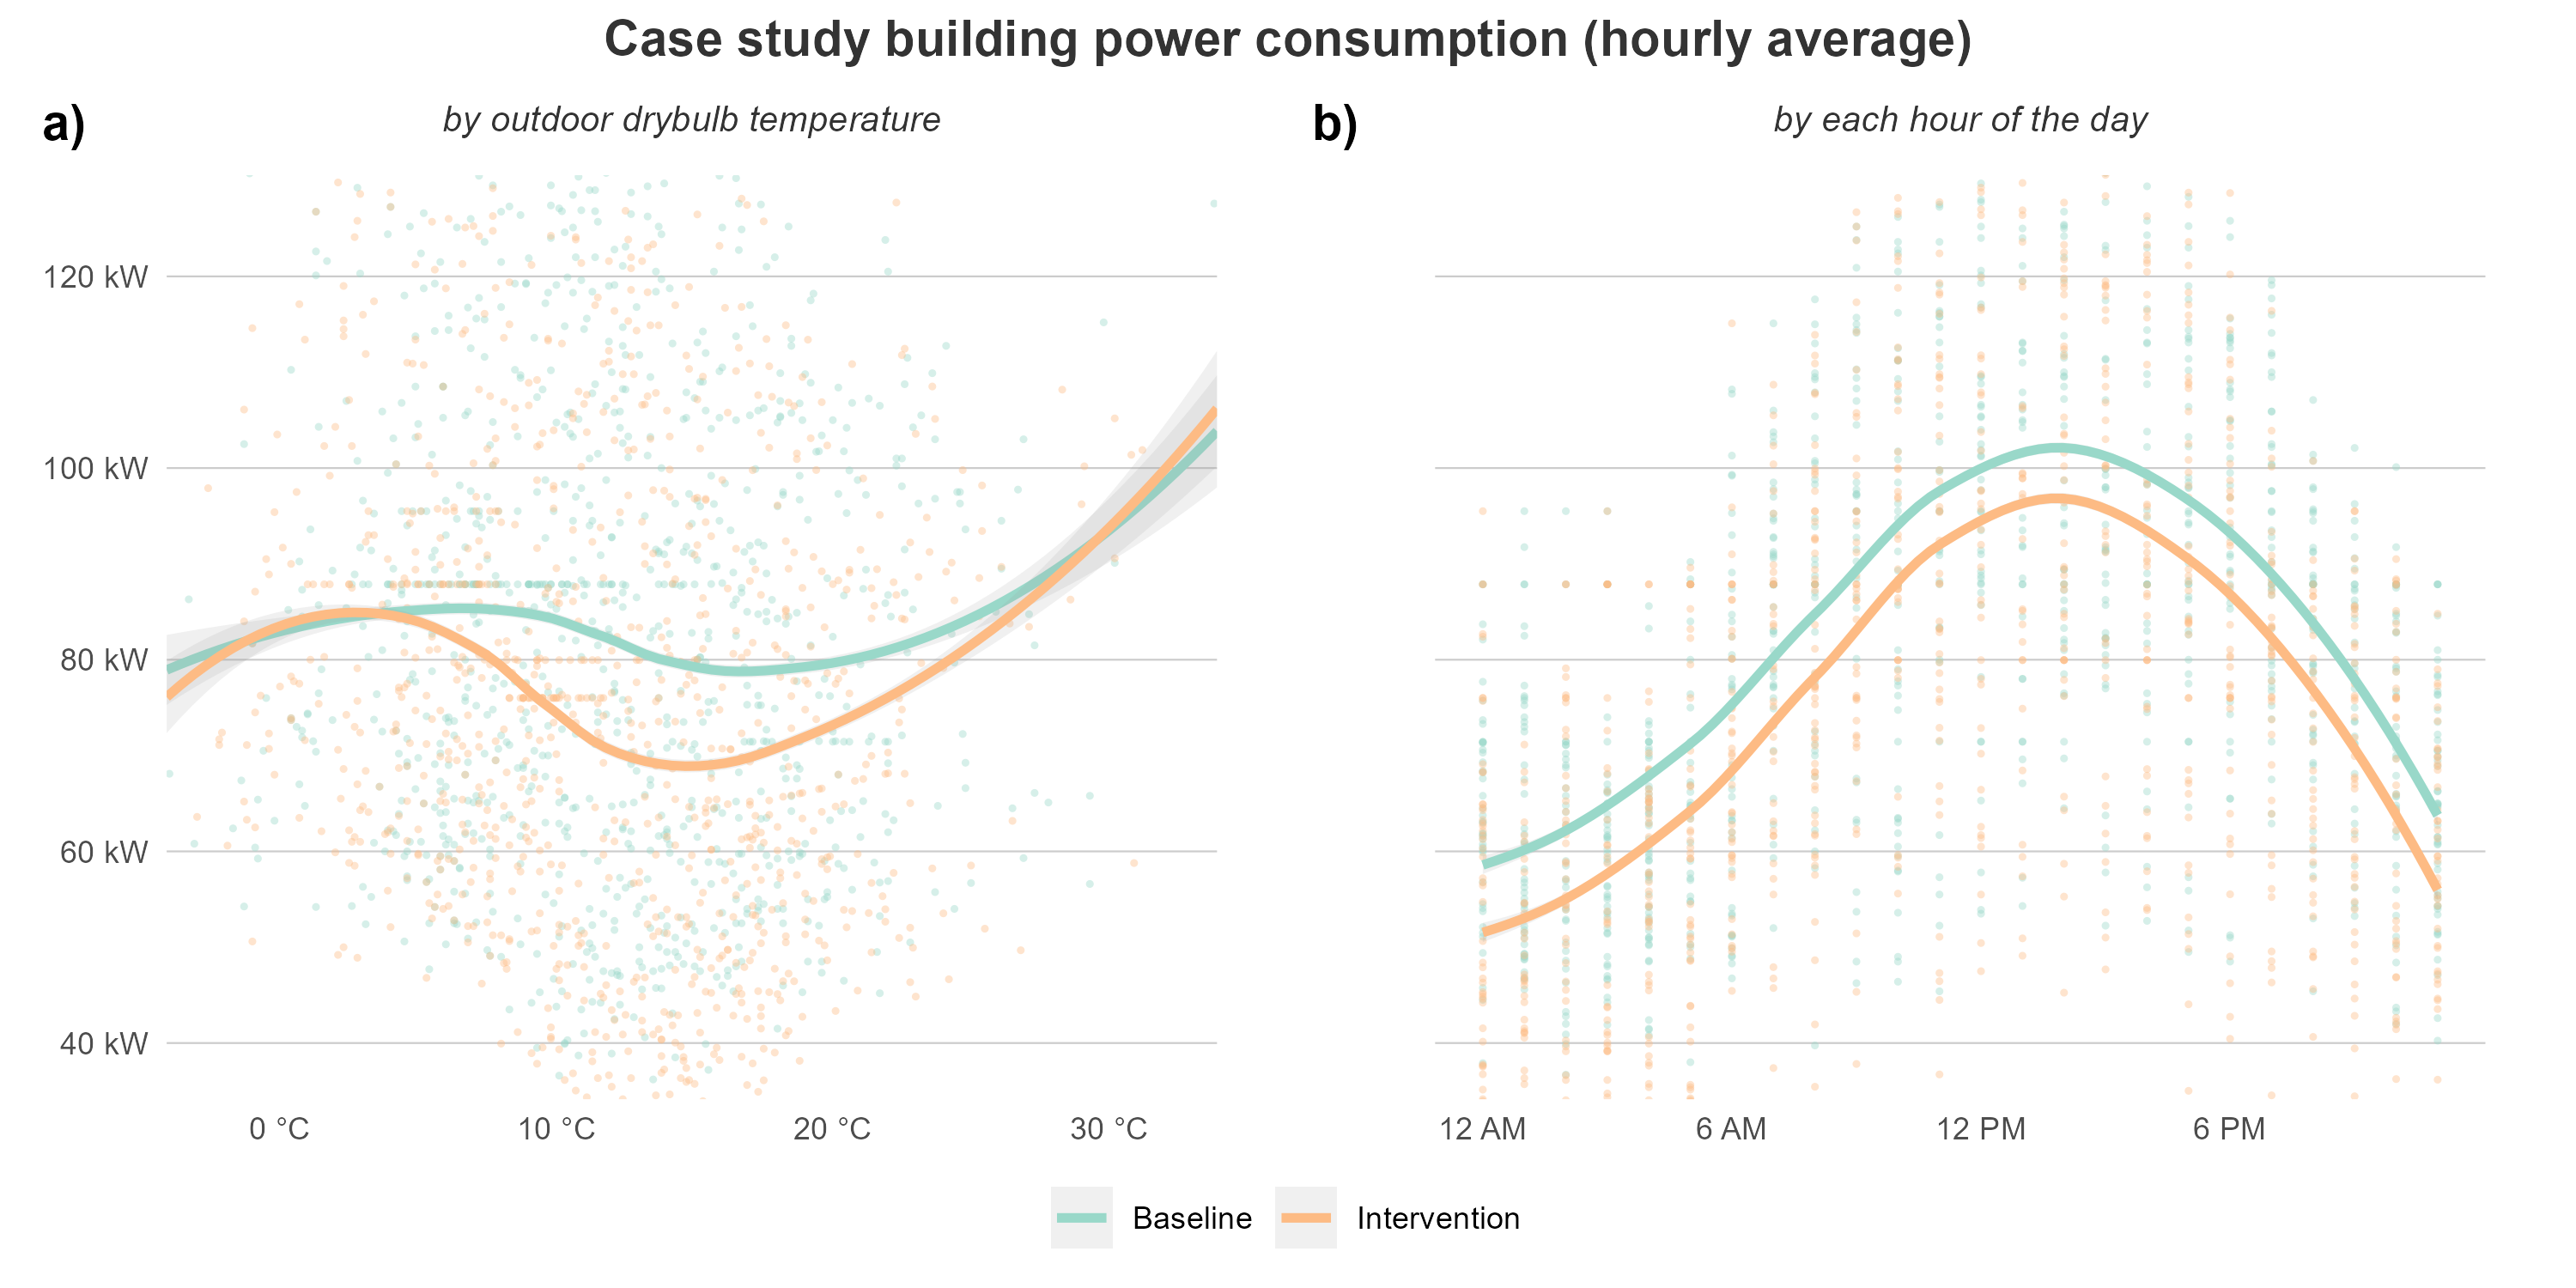 Case study building power consumption (hourly average)
a)
by outdoor drybulb temperature
b)
by each hour of the day
120 kW
100 kW
80 kW
60 kW
40 kW
0 °C 10 °C 20 °C 30 °C
12 AM 6 AM 12 PM 6 PM
Baseline Intervention